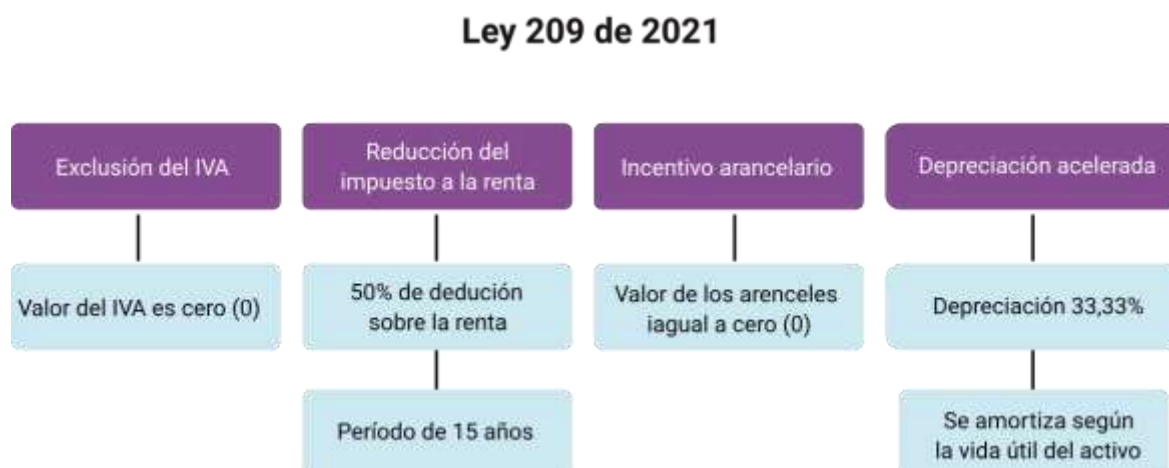 Ley 209 de 2021
Exclusión del IVA
Reducción del
impuesto a la renta
Incentivo arancelario
Depreciación acelerada
Valor del IVA es cero (0)
50% de dedución
sobre la renta
Valor de los arenceles
iagual a cero (0)
Depreciación 33,33%
Período de 15 años
Se amortiza según
la vida útil del activo